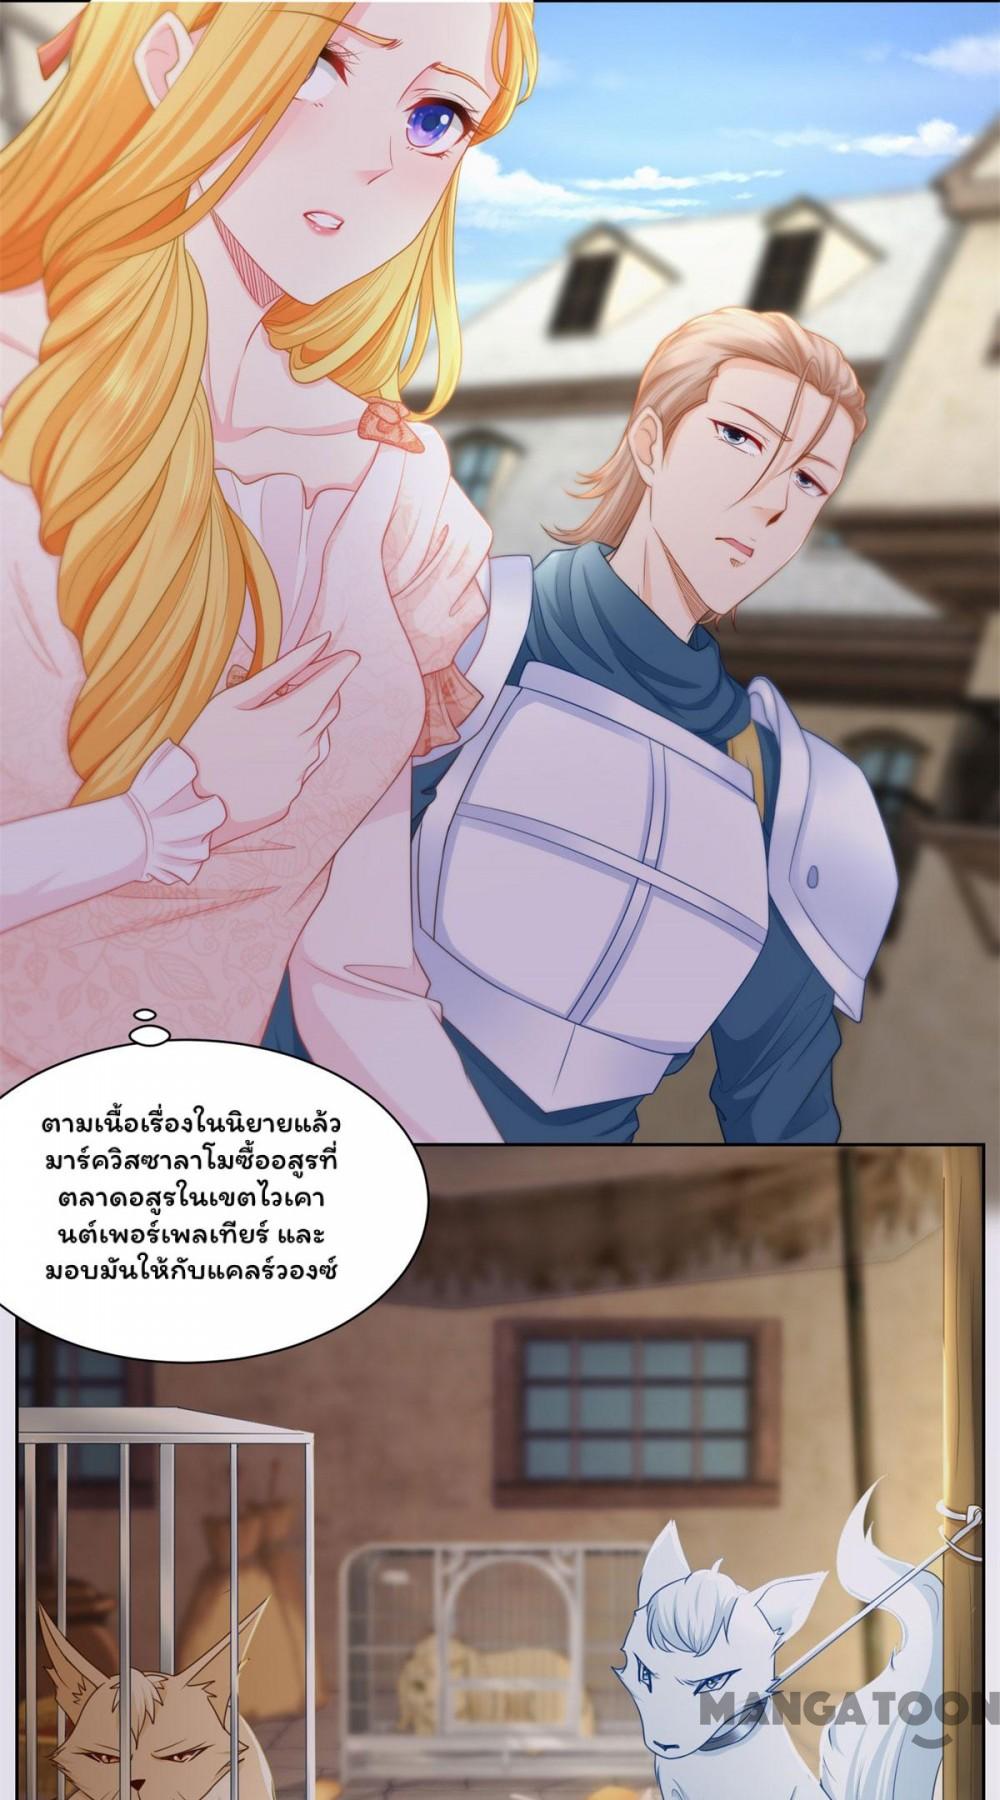 ตามเนื้อเรื่องในนิยายแล้ว
มาร์ควิสซาลาโมซื้ออสูรที่
ตลาดอสูรในเขตไวเคา
นต์เพอร์เพลเทียร์ และ
มอบมันให้กับแคลร์วองซ์
MANGATOON